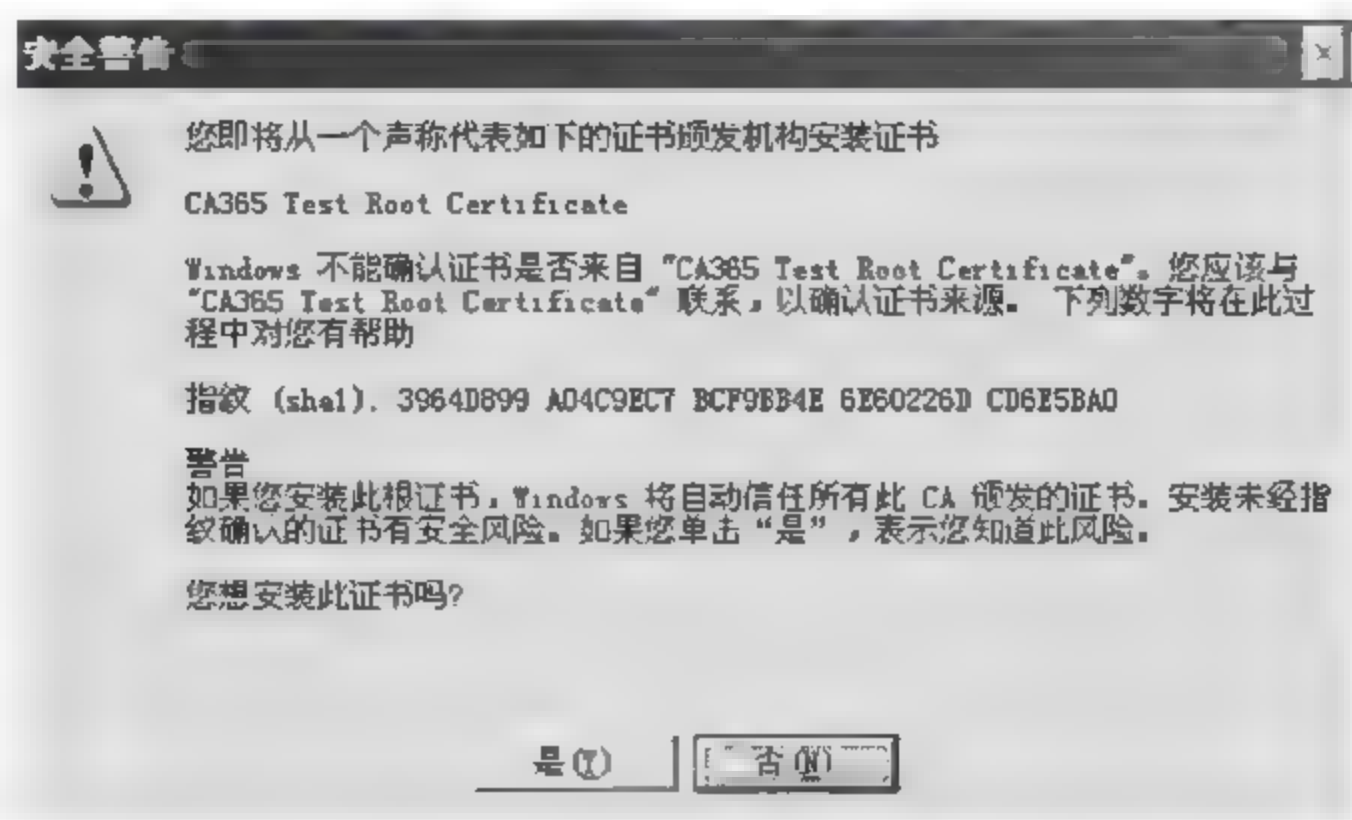 安全警告
您即将从一个声称代表如下的证书颁发机构安装证书
CA365 Test Root Certificate
Windows 不能确认证书是否来自 "CA365 Test Root Certificate"。您应该与
"CA365 Test Root Certificate" 联系，以确认证书来源。 下列数字将在此过
程中对您有帮助
指纹 (sha1). 3964D899 A04C9EC7 BCF9BB4E 6E60226D CD6E5BA0
警告
如果您安装此根证书，Windows 将自动信任所有此 CA 颁发的证书。安装未经指
纹确认的证书有安全风险。如果您单击“是”，表示您知道此风险。
您想安装此证书吗?
是(Y)
否(N)